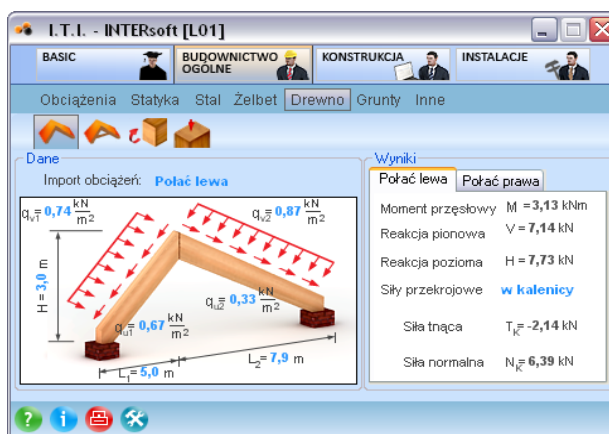 I.T.I. - INTERsoft [L01]
BASIC
BUDOWNICTWO OGÓLNE
KONSTRUKCJA
INSTALACJE
Obciążenia Statyka Stal Żelbet Drewno Grunty Inne
Dane
Import obciążeń: Połać lewa
qv1=0,74 kN/m2
qv2=0,87 kN/m2
H=3,0 m
qu2=0,33 kN/m2
qu1=0,67 kN/m2
L1=5,0 m
L2=7,9 m
Wyniki
Połać lewa Połać prawa
Moment przęsłowy M =3,13 kNm
Reakcja pionowa V =7,14 kN
Reakcja pozioma H =7,73 kN
Siły przekrojowe w kalenicy
Siła tnąca TK=-2,14 kN
Siła normalna NK=6,39 kN
?
i